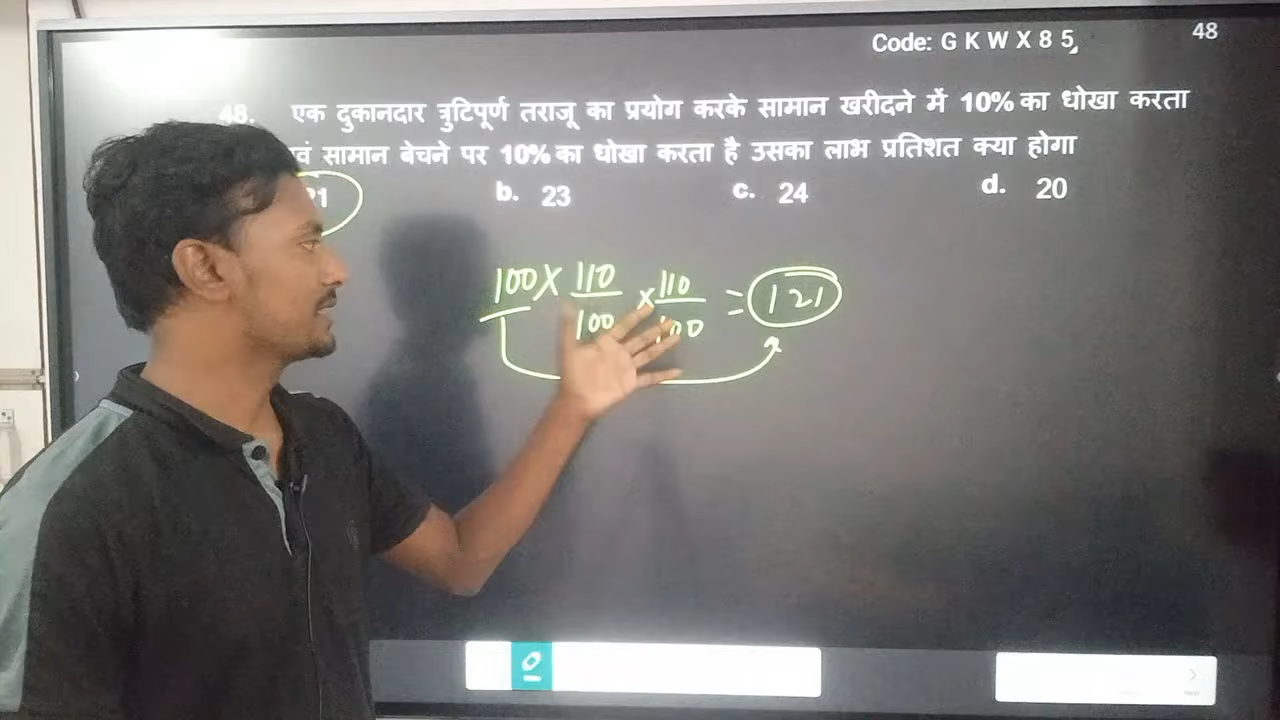 Code: G K W X 8 5
48
48. एक दुकानदार त्रुटिपूर्ण तराजू का प्रयोग करके सामान खरीदने में 10% का धोखा करता
सामान बेचने पर 10% का धोखा करता है उसका लाभ प्रतिशत क्या होगा
b. 23 c. 24 d. 20
100 × 110/100 × 110/100 = 121